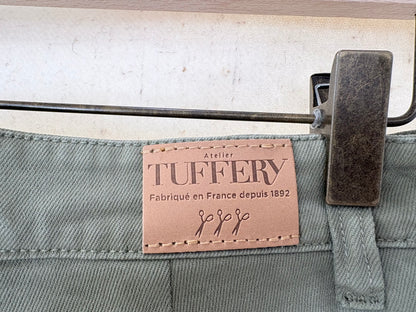 Atelier
TUFFERY
Fabriqué en France depuis 1892